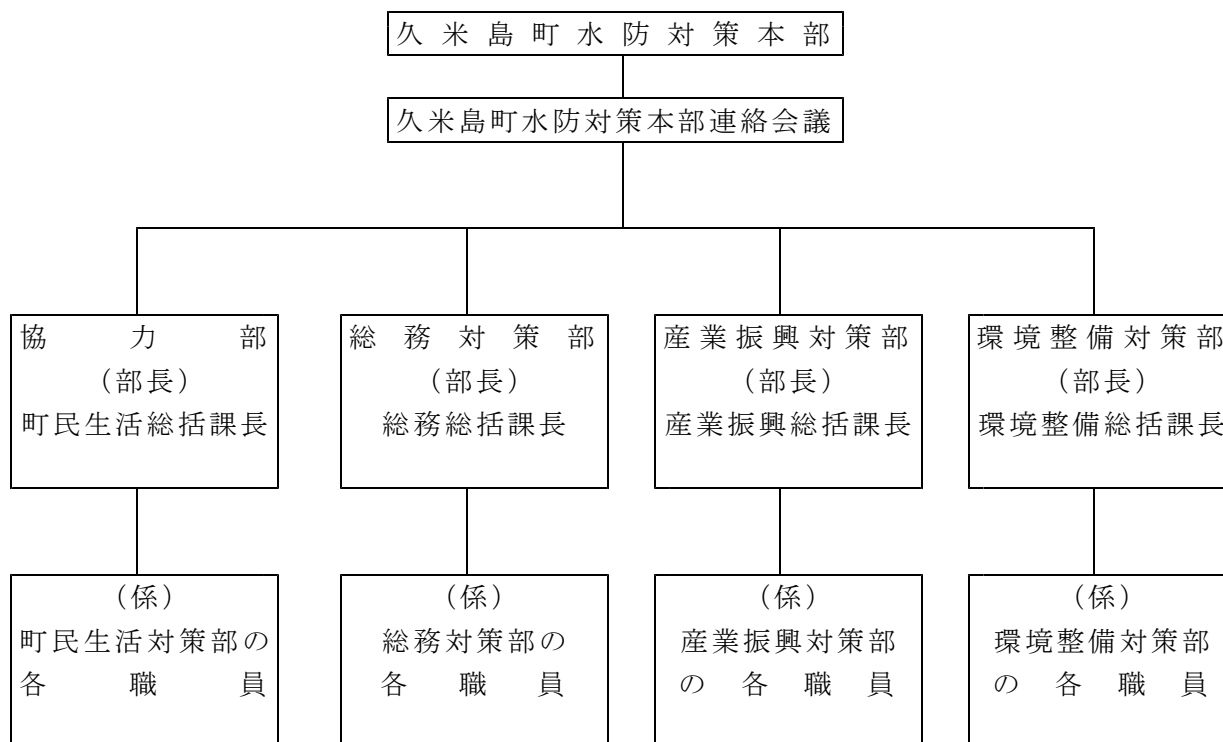 久米島町水防対策本部
久米島町水防対策本部連絡会議
協力部
（部長）
町民生活総括課長
総務対策部
（部長）
総務総括課長
産業振興対策部
（部長）
産業振興総括課長
環境整備対策部
（部長）
環境整備総括課長
（係）
町民生活対策部の
各職員
（係）
総務対策部の
各職員
（係）
産業振興対策部
の各職員
（係）
環境整備対策部
の各職員